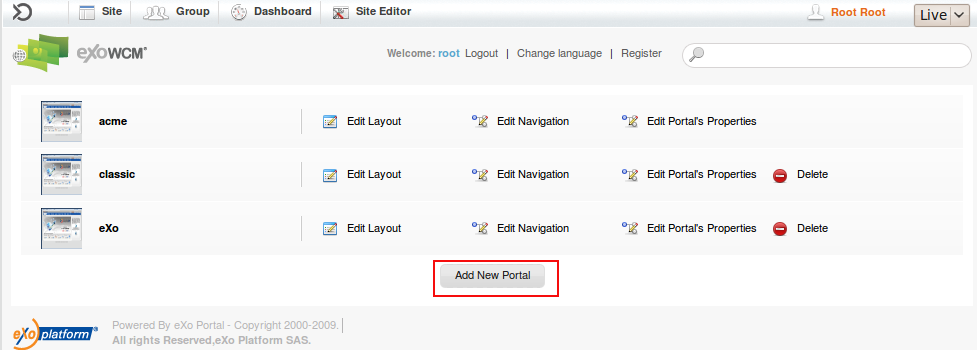 Site Group Dashboard Site Editor Root Root Live
eXoWCM® Welcome: root Logout | Change language | Register
acme Edit Layout Edit Navigation Edit Portal's Properties
classic Edit Layout Edit Navigation Edit Portal's Properties Delete
eXo Edit Layout Edit Navigation Edit Portal's Properties Delete
Add New Portal
eXo platform® Powered By eXo Portal - Copyright 2000-2009.
All rights Reserved,eXo Platform SAS.